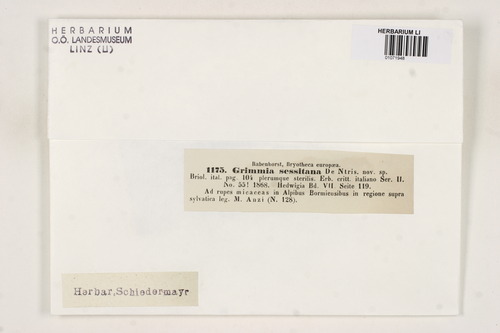 HERBARIUM
O.Ö. LANDESMUSEUM
LINZ (LI)
HERBARIUM LI
01071948
Rabenhorst, Bryotheca europaea.
1175. Grimmia sessitana De Ntris. nov. sp.
Briof. ital. pag. 104 plerumque sterilis. Erb. critt. italiano Ser. II.
No. 55! 1868. Hedwigia Bd. VII Seite 119.
Ad rupes micaceas in Alpibus Bormiensibus in regione supra
sylvatica leg. M. Anzi (N. 128).
Herbar, Schiedermayr